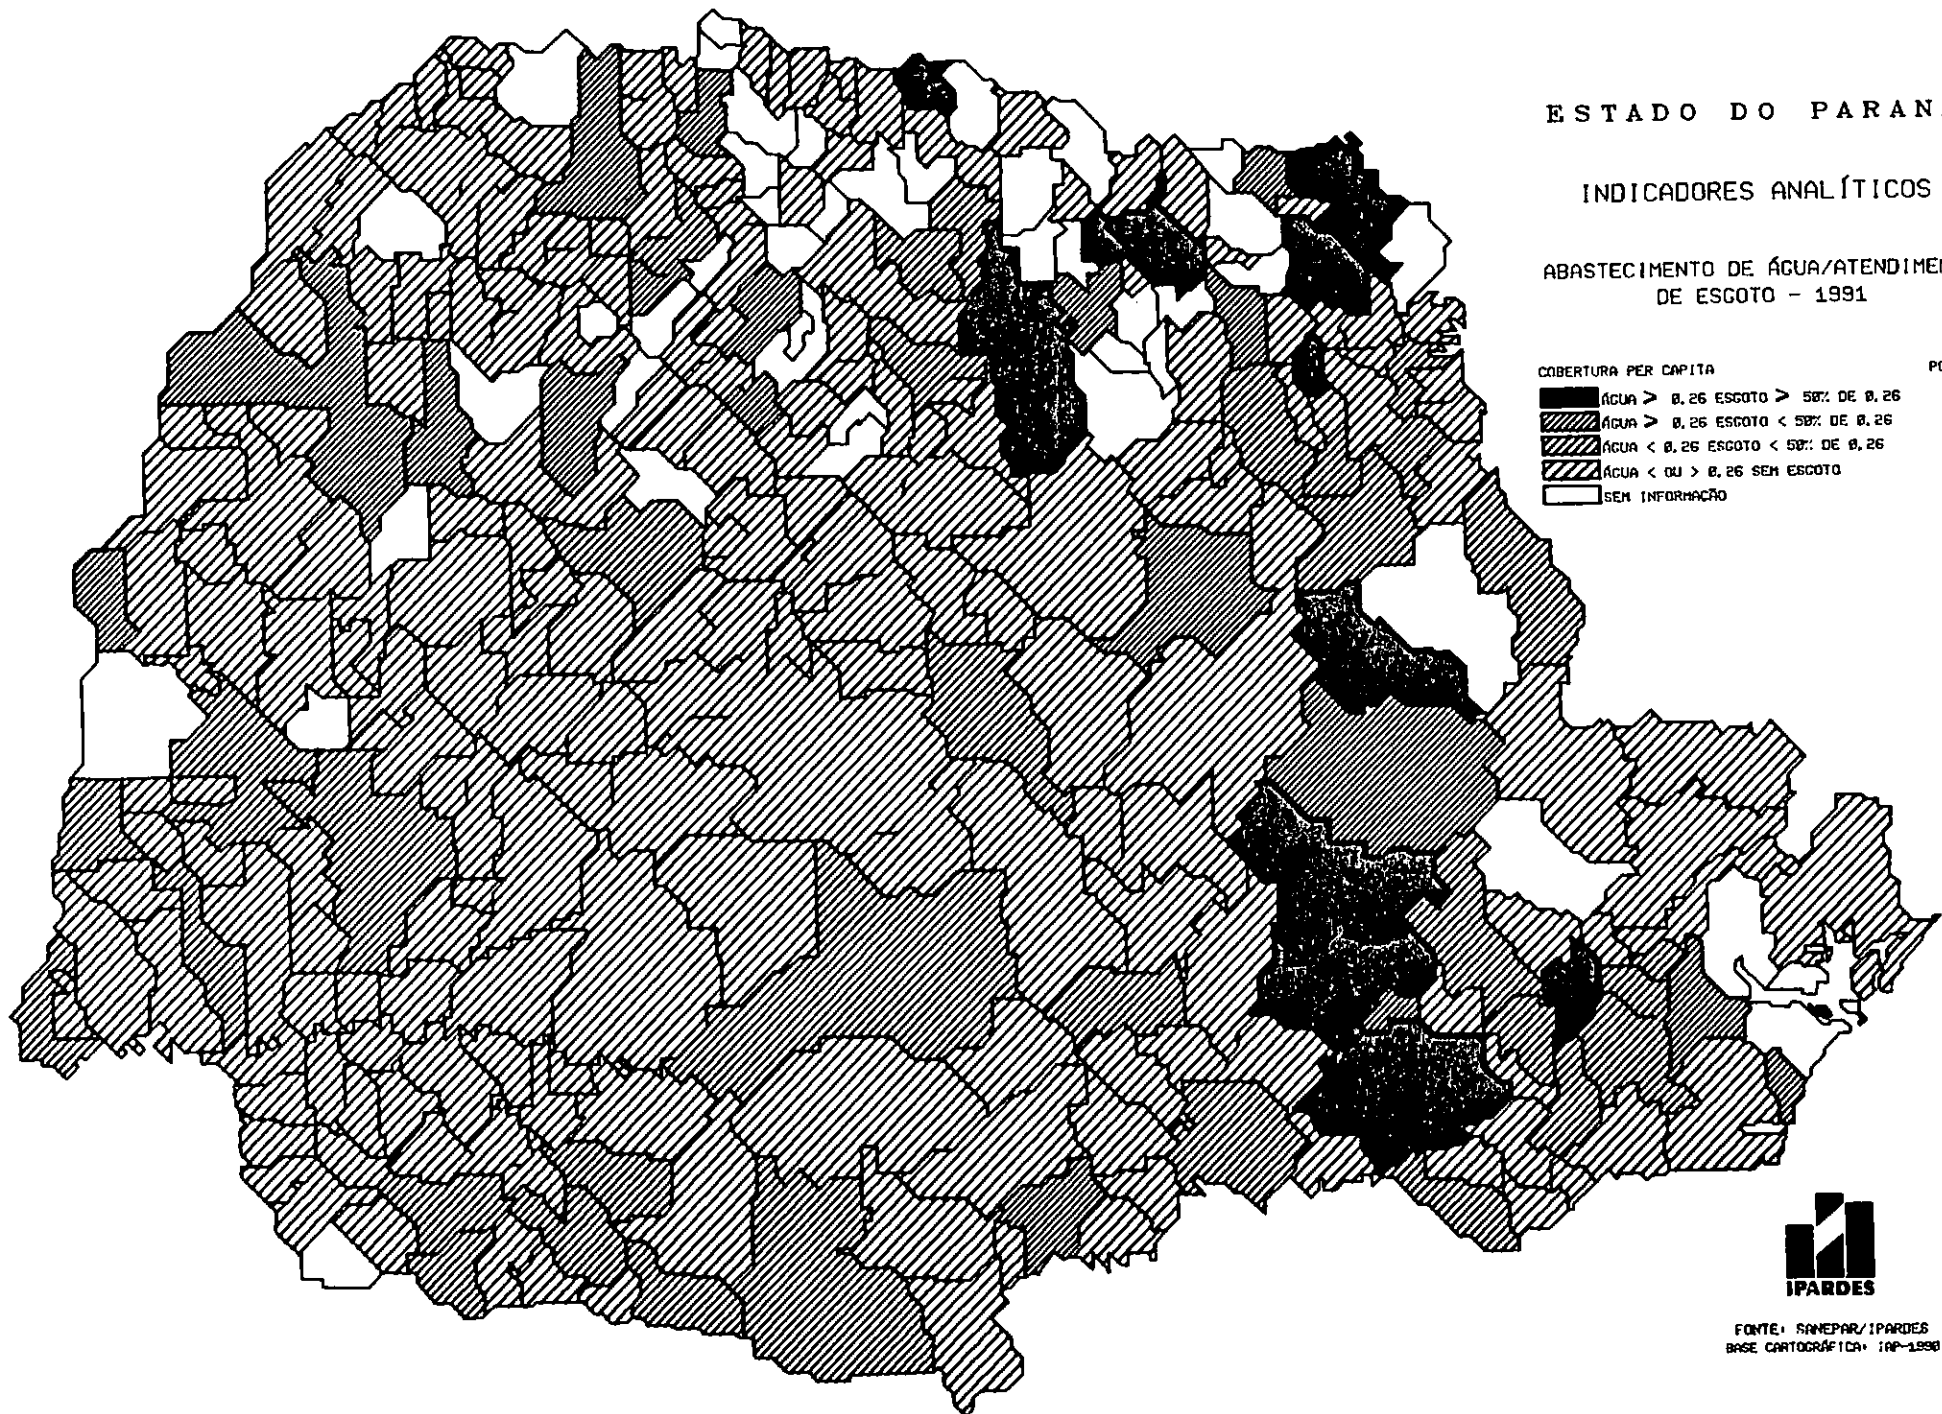 ESTADO DO PARAN
INDICADORES ANALÍTICOS
ABASTECIMENTO DE ÁGUA/ATENDIME
DE ESGOTO - 1991
COBERTURA PER CAPITA PO
ÁGUA > 0,26 ESGOTO > 50% DE 0,26
ÁGUA > 0,26 ESGOTO < 50% DE 0,26
ÁGUA < 0,26 ESGOTO < 50% DE 0,26
ÁGUA < OU > 0,26 SEM ESGOTO
SEM INFORMAÇÃO
IPARDES
FONTE: SANEPAR/IPARDES
BASE CARTOGRÁFICA: IAP-1990